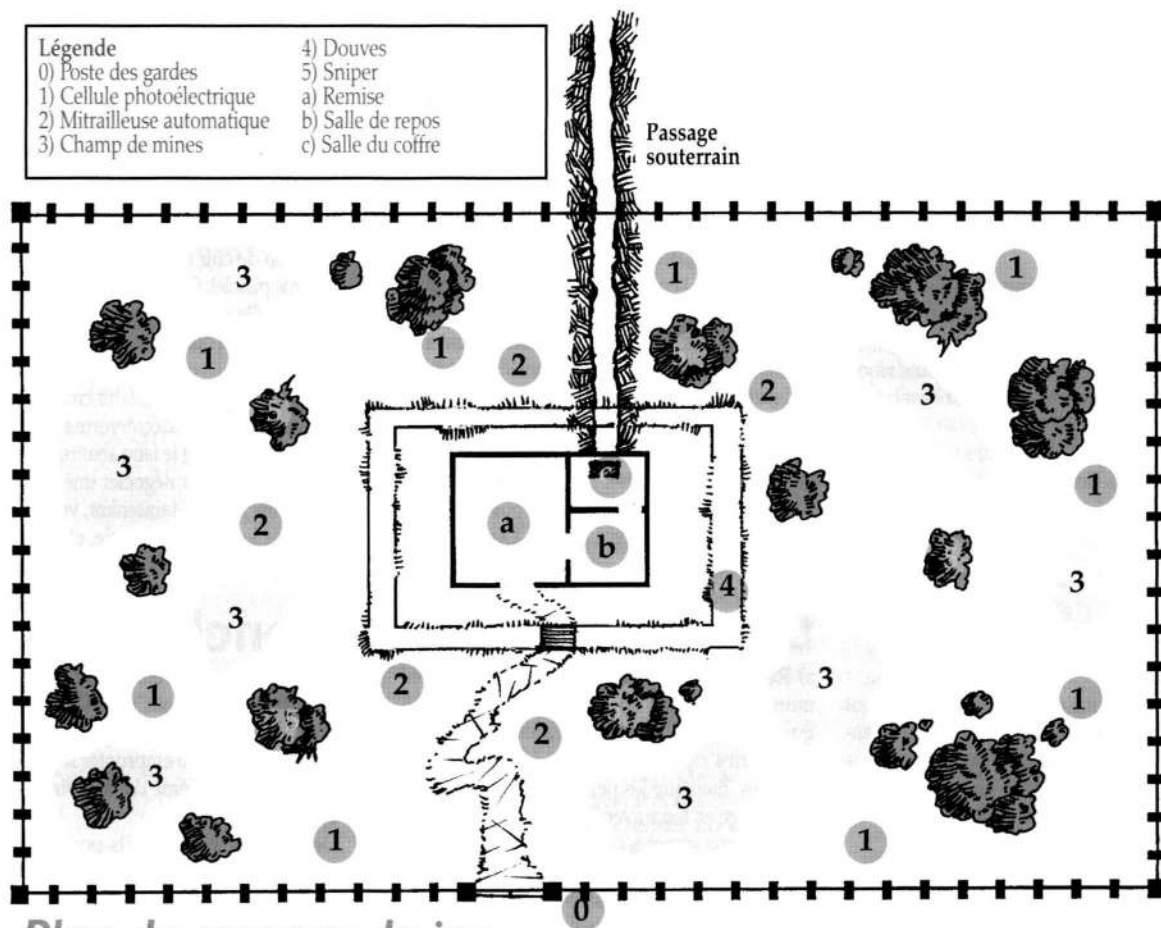 Légende
0) Poste des gardes
1) Cellule photoélectrique
2) Mitrailleuse automatique
3) Champ de mines
4) Douves
5) Sniper
a) Remise
b) Salle de repos
c) Salle du coffre
Passage
souterrain
3
1
1
1
1
2
2
3
3
1
2
c
a
b
4
3
3
1
2
3
1
2
3
3
1
1
0